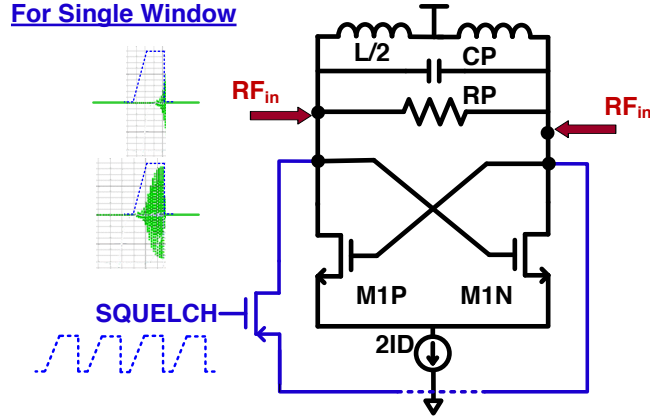 For Single Window
L/2
CP
RP
RFin
RFin
M1P
M1N
SQUELCH
2ID